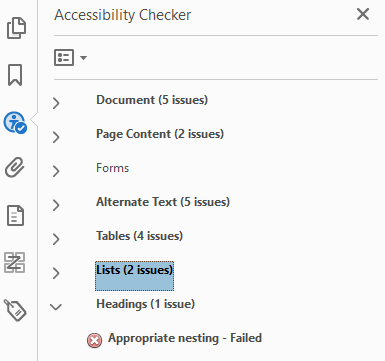 Accessibility Checker
Document (5 issues)
Page Content (2 issues)
Forms
Alternate Text (5 issues)
Tables (4 issues)
Lists (2 issues)
Headings (1 issue)
Appropriate nesting - Failed